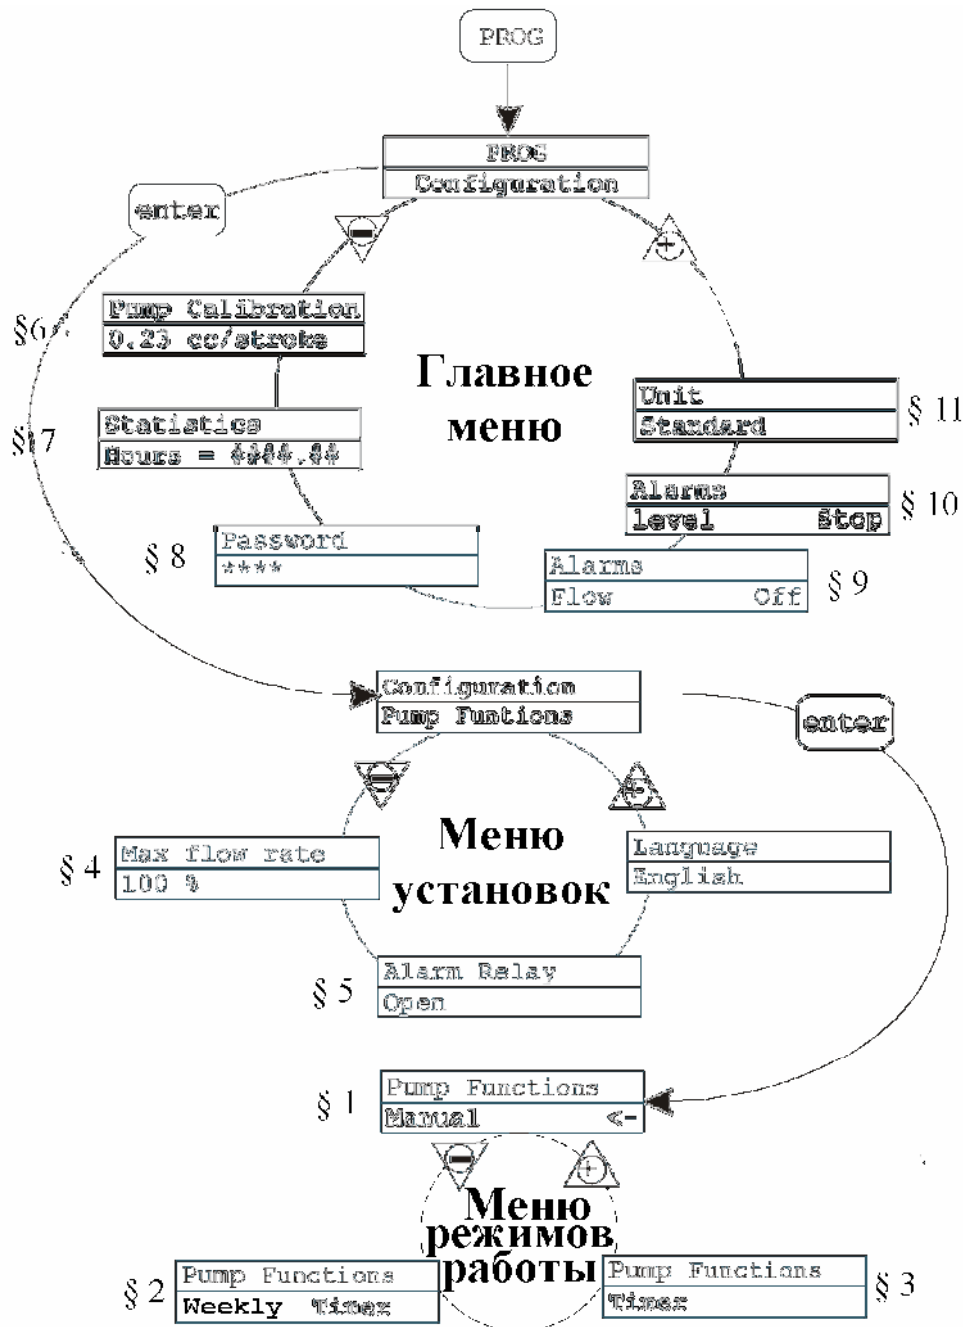 PROG
PROG
Configuration
enter
Pump Calibration
0.23 cc/stroke
§6
Главное
меню
Unit
Standard
§ 11
Statistics
Hours = ####.##
§ 7
Alarms
level Stop
§ 10
Password
****
§ 8
Alarms
Flow Off
§ 9
Configuration
Pump Funtions
enter
Меню
установок
Max flow rate
100 %
§ 4
Language
English
Alarm Relay
Open
§ 5
Pump Functions
Manual <-
§ 1
Меню
режимов
работы
Pump Functions
Weekly Timer
§ 2
Pump Functions
Timer
§ 3